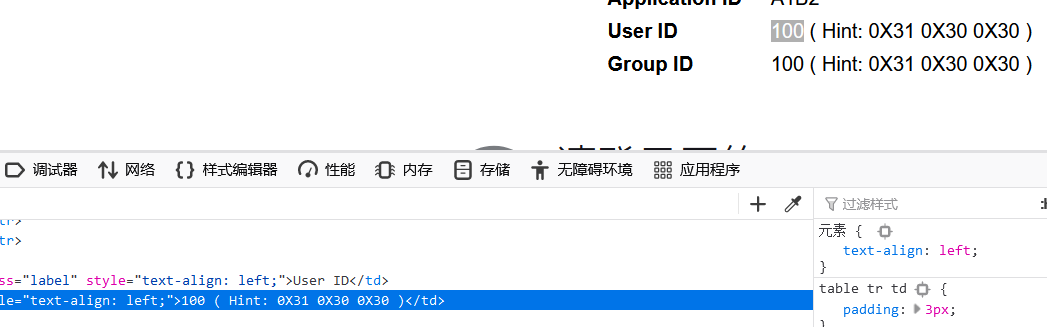 Application ID A1B2
User ID 100 ( Hint: 0X31 0X30 0X30 )
Group ID 100 ( Hint: 0X31 0X30 0X30 )
调试器 网络 样式编辑器 性能 内存 存储 无障碍环境 应用程序
过滤样式
tr>
tr>
ss="label" style="text-align: left;">User ID</td>
le="text-align: left;">100 ( Hint: 0X31 0X30 0X30 )</td>
元素 {
text-align: left;
}
table tr td {
padding: 3px;
}